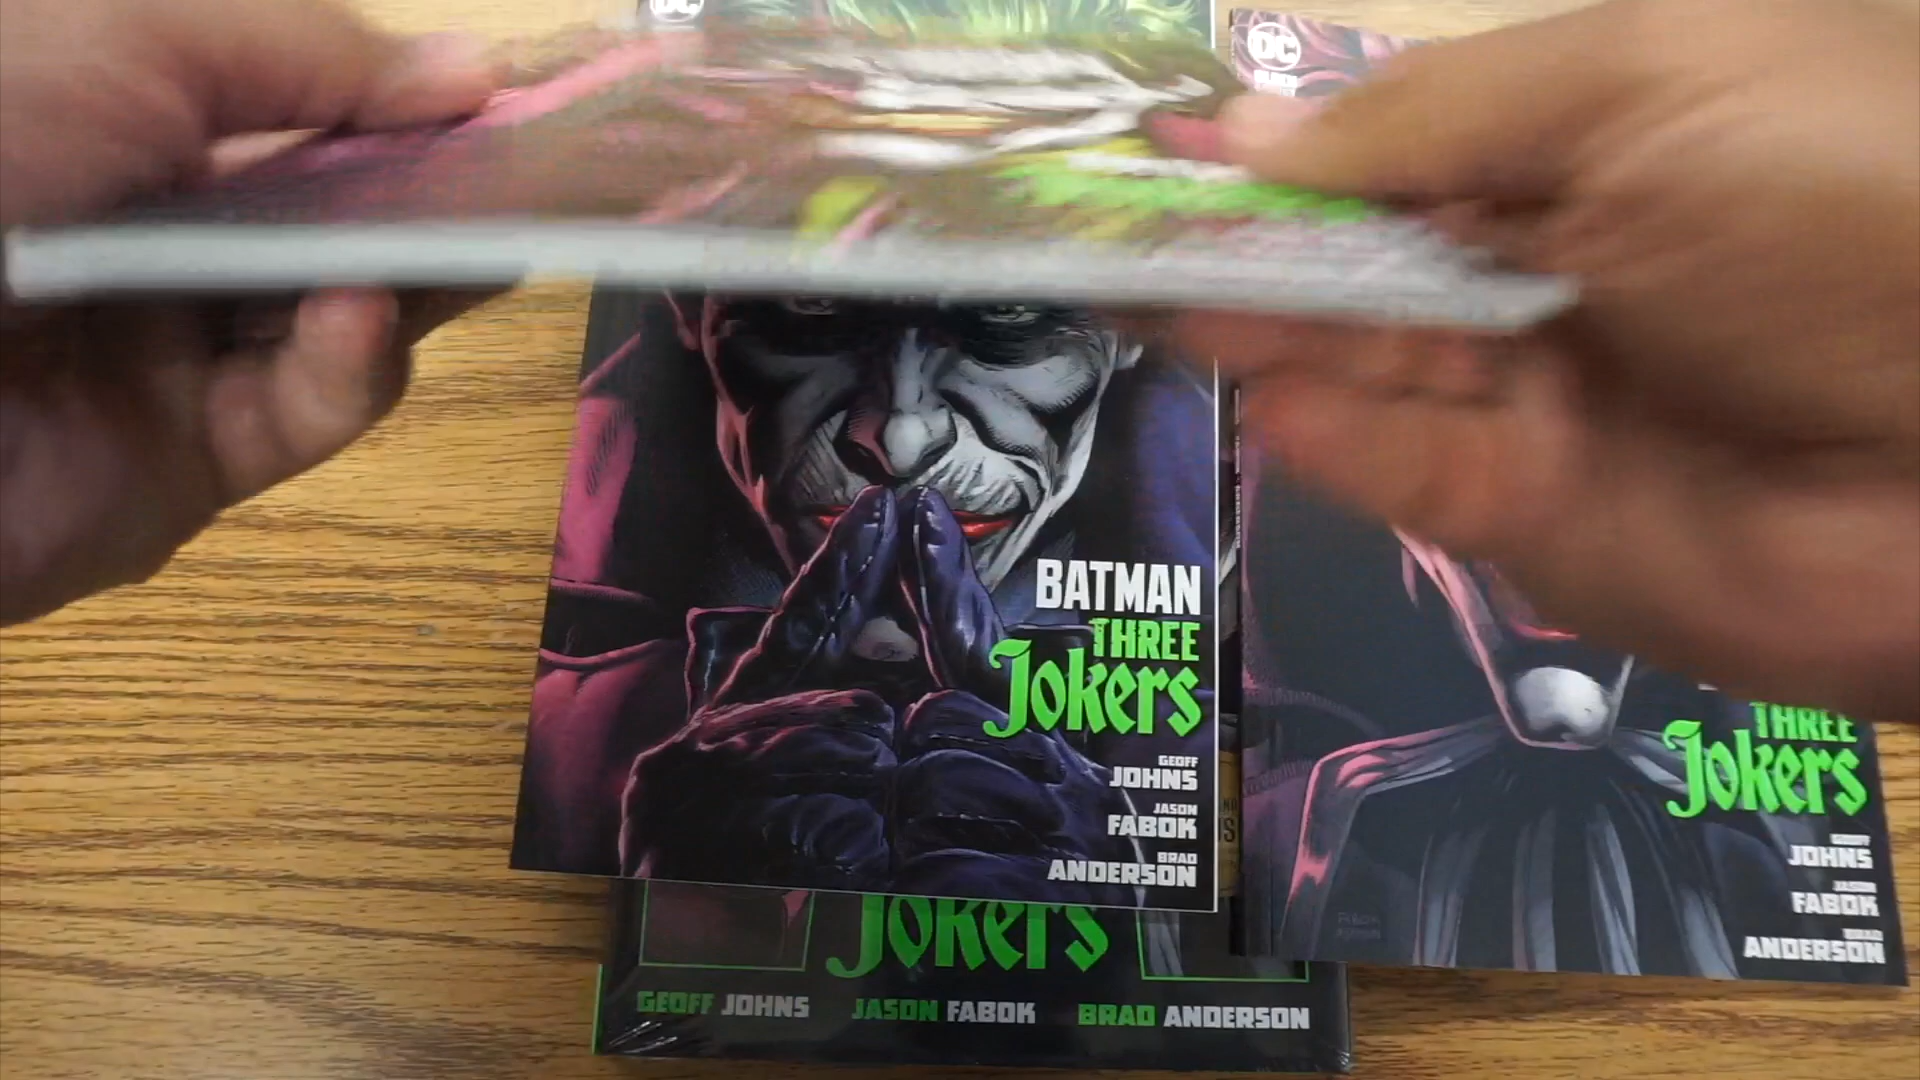 DC
BATMAN
THREE
Jokers
GEOFF
JOHNS
JASON
FABOK
BRAD
ANDERSON
DC
BLACK
THREE
Jokers
GEOFF
JOHNS
JASON
FABOK
BRAD
ANDERSON
Jokers
GEOFF JOHNS JASON FABOK BRAD ANDERSON